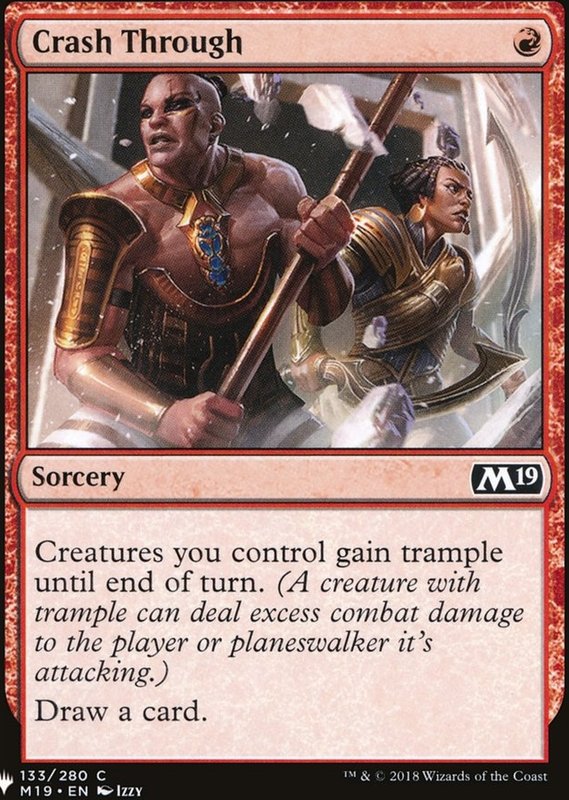 Crash Through
Sorcery
M19
Creatures you control gain trample
until end of turn. (A creature with
trample can deal excess combat damage
to the player or planeswalker it's
attacking.)
Draw a card.
133/280 C
M19 • EN Izzy
™ & © 2018 Wizards of the Coast